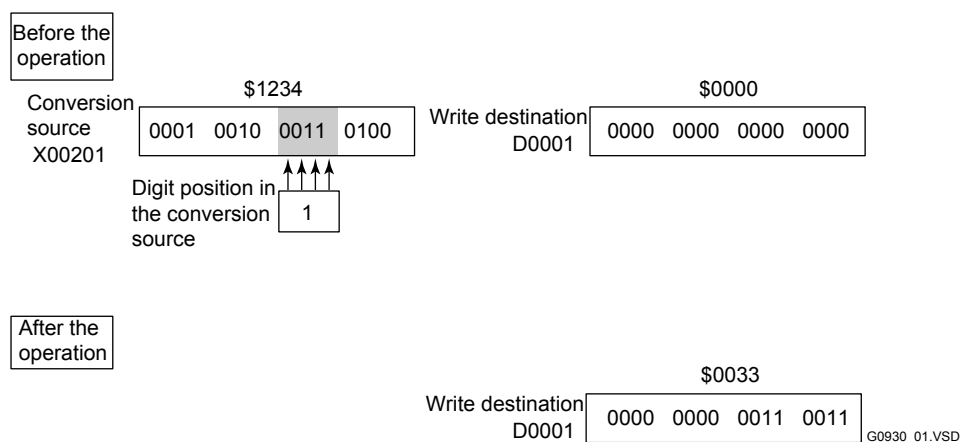 Before the
operation
$1234
$0000
Conversion
source
X00201
0001 0010 0011 0100
Write destination
D0001
0000 0000 0000 0000
Digit position in
the conversion
source
1
After the
operation
$0033
Write destination
D0001
0000 0000 0011 0011
G0930_01.VSD